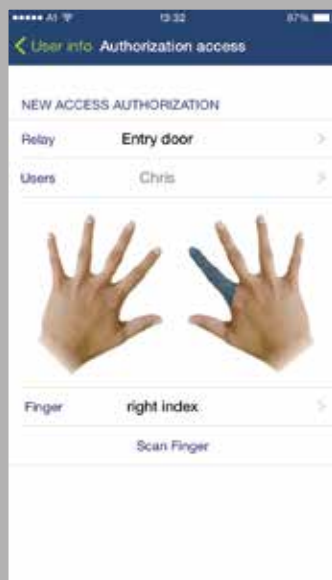 A1 13:32 87%
User info Authorization access
NEW ACCESS AUTHORIZATION
Relay Entry door
Users Chris
Finger right index
Scan Finger